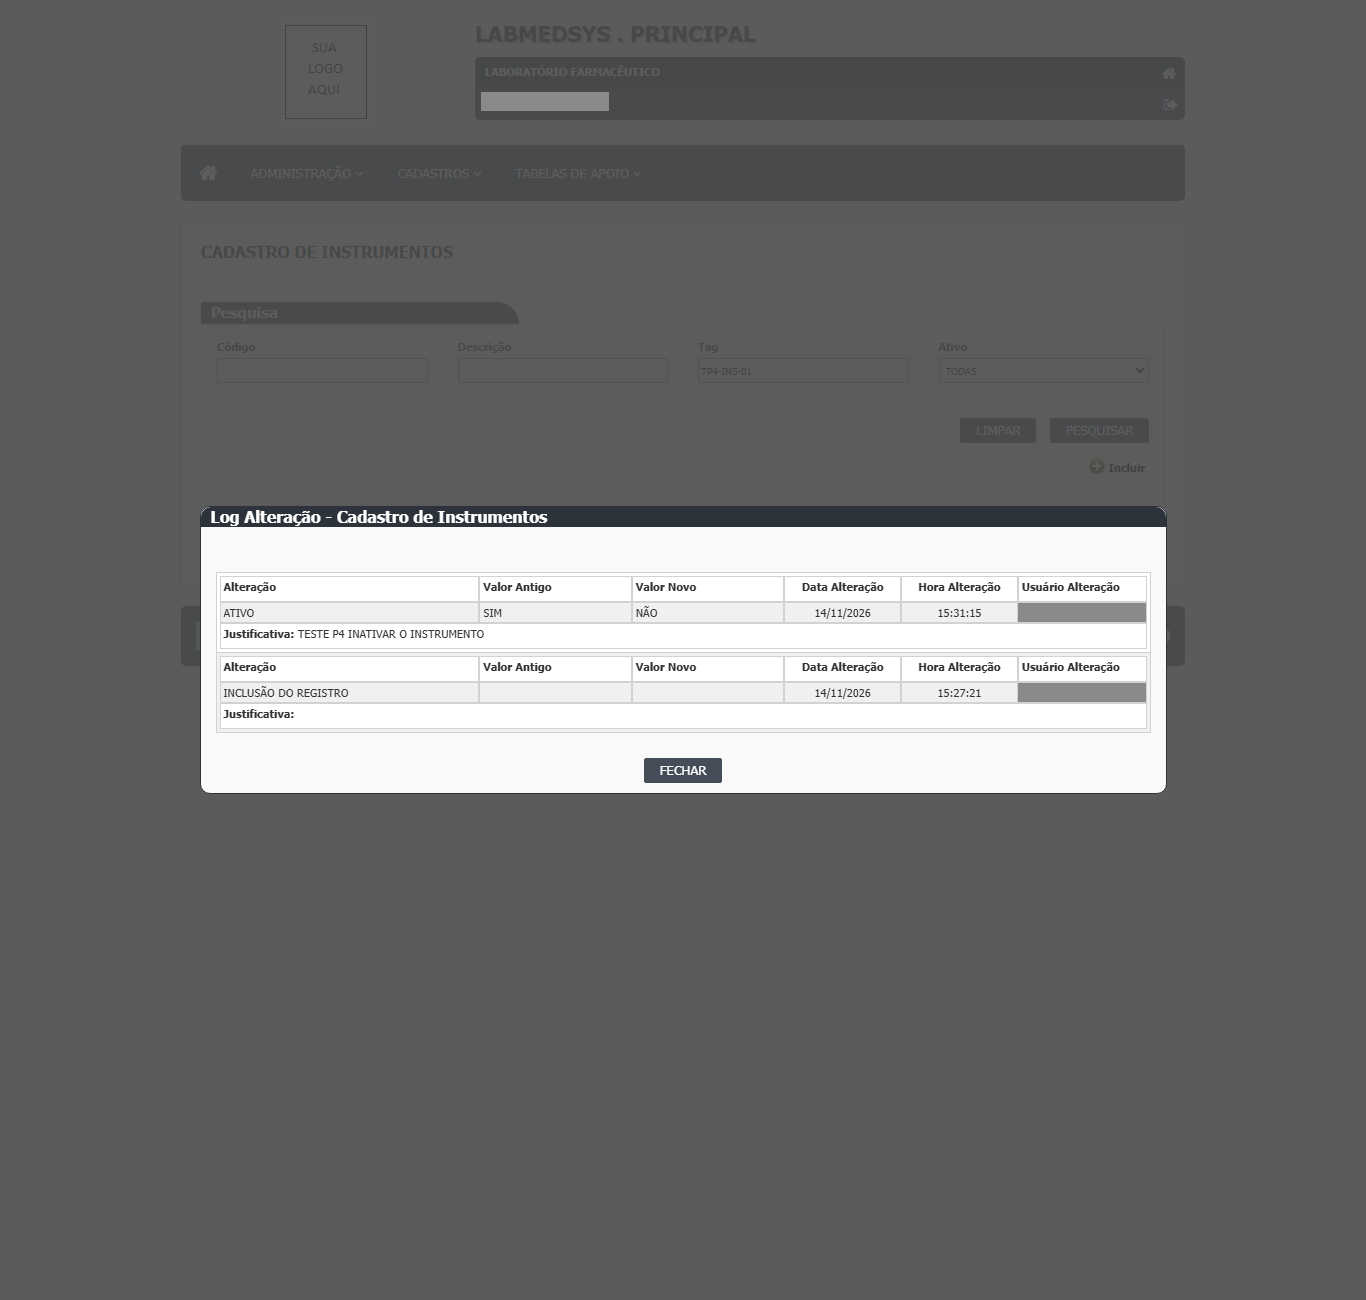 SUA
LOGO
AQUI
LABMEDSYS . PRINCIPAL
LABORATÓRIO FARMACÊUTICO
ADMINISTRAÇÃO CADASTROS TABELAS DE APOIO
CADASTRO DE INSTRUMENTOS
Pesquisa
Código Descrição Tag Ativo
TP4-INS-01 TODAS
LIMPAR PESQUISAR
Incluir
Log Alteração - Cadastro de Instrumentos
Alteração Valor Antigo Valor Novo Data Alteração Hora Alteração Usuário Alteração
ATIVO SIM NÃO 14/11/2026 15:31:15
Justificativa: TESTE P4 INATIVAR O INSTRUMENTO
Alteração Valor Antigo Valor Novo Data Alteração Hora Alteração Usuário Alteração
INCLUSÃO DO REGISTRO 14/11/2026 15:27:21
Justificativa:
FECHAR